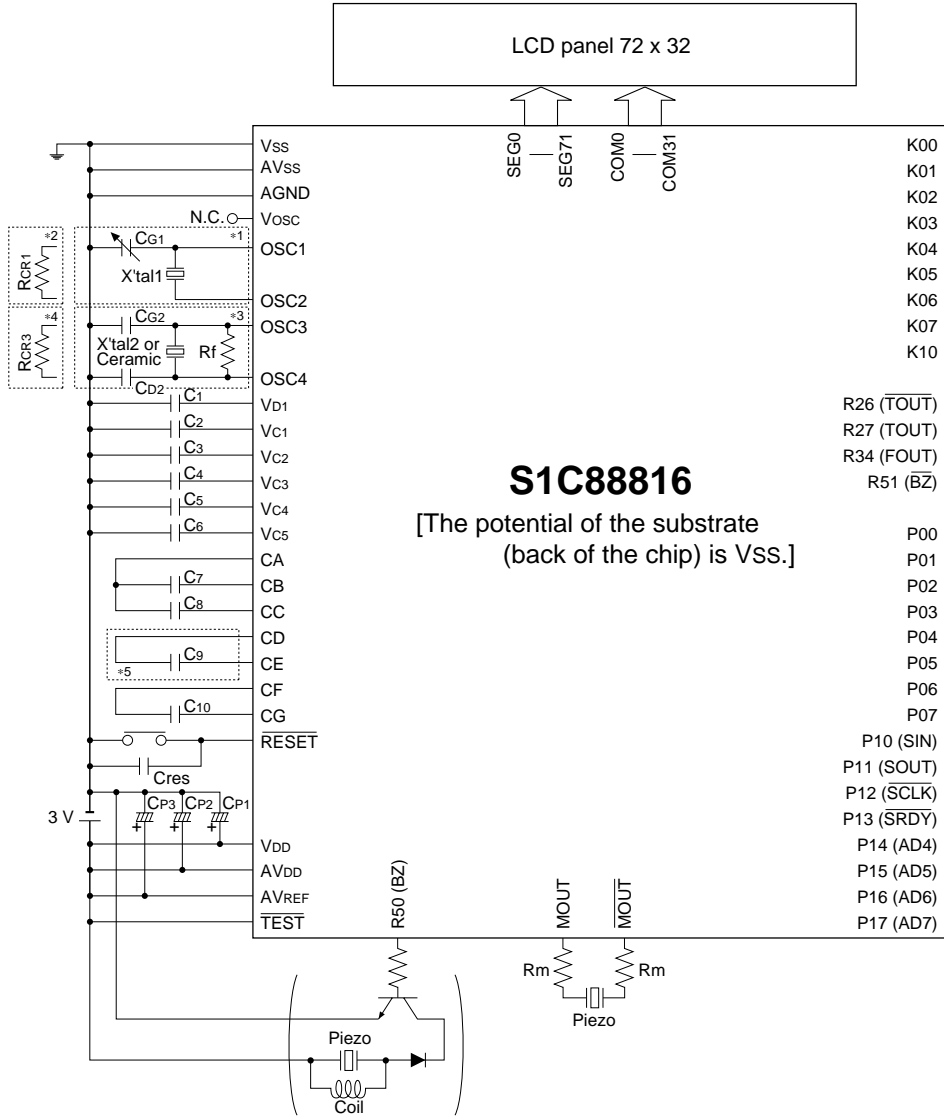 LCD panel 72 x 32
SEG0
SEG71
COM0
COM31
VSS
AVSS
AGND
N.C.
VOSC
*2
RCR1
CG1
*1
X'tal1
OSC1
OSC2
*4
RCR3
CG2
*3
X'tal2 or
Ceramic
Rf
CD2
OSC3
OSC4
C1
VD1
C2
VC1
C3
VC2
C4
VC3
C5
VC4
C6
VC5
CA
C7
CB
C8
CC
CD
C9
CE
*5
CF
C10
CG
RESET
Cres
3 V
CP3
CP2
CP1
+
+
+
VDD
AVDD
AVREF
TEST
S1C88816
[The potential of the substrate
(back of the chip) is VSS.]
K00
K01
K02
K03
K04
K05
K06
K07
K10
R26 (TOUT)
R27 (TOUT)
R34 (FOUT)
R51 (BZ)
P00
P01
P02
P03
P04
P05
P06
P07
P10 (SIN)
P11 (SOUT)
P12 (SCLK)
P13 (SRDY)
P14 (AD4)
P15 (AD5)
P16 (AD6)
P17 (AD7)
R50 (BZ)
MOUT
MOUT
Rm
Rm
Piezo
Piezo
Coil